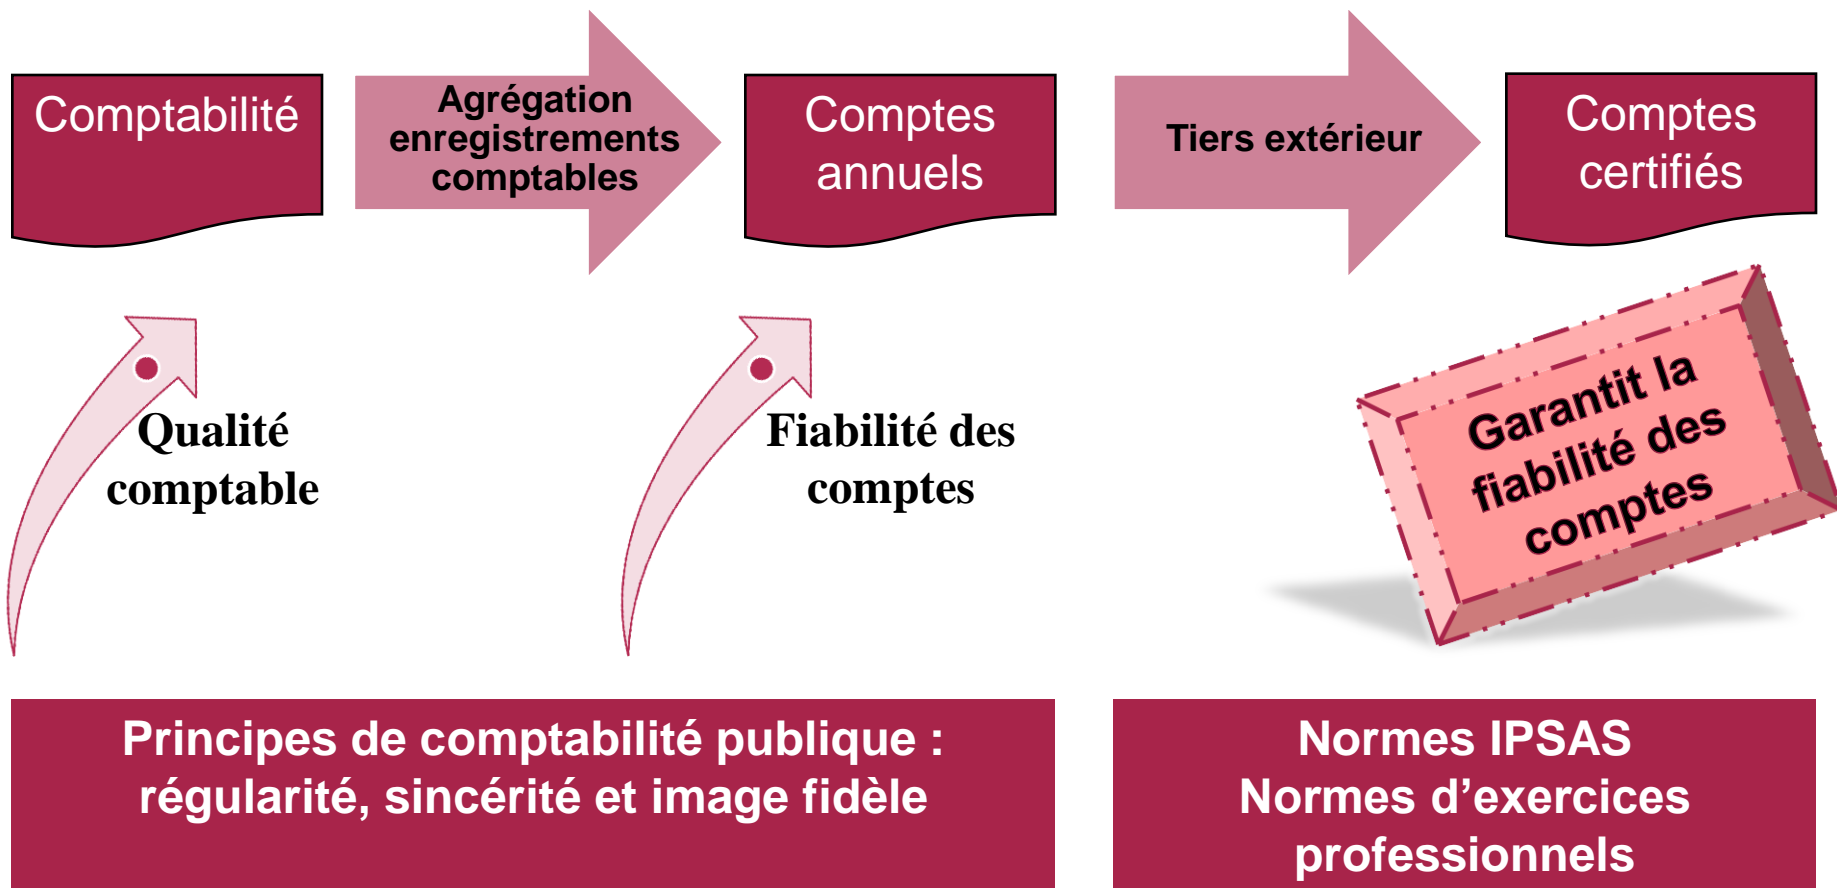 Comptabilité
Agrégation
enregistrements
comptables
Comptes
annuels
Tiers extérieur
Comptes
certifiés
Qualité
comptable
Fiabilité des
comptes
Garantit la
fiabilité des
comptes
Principes de comptabilité publique :
régularité, sincérité et image fidèle
Normes IPSAS
Normes d’exercices
professionnels